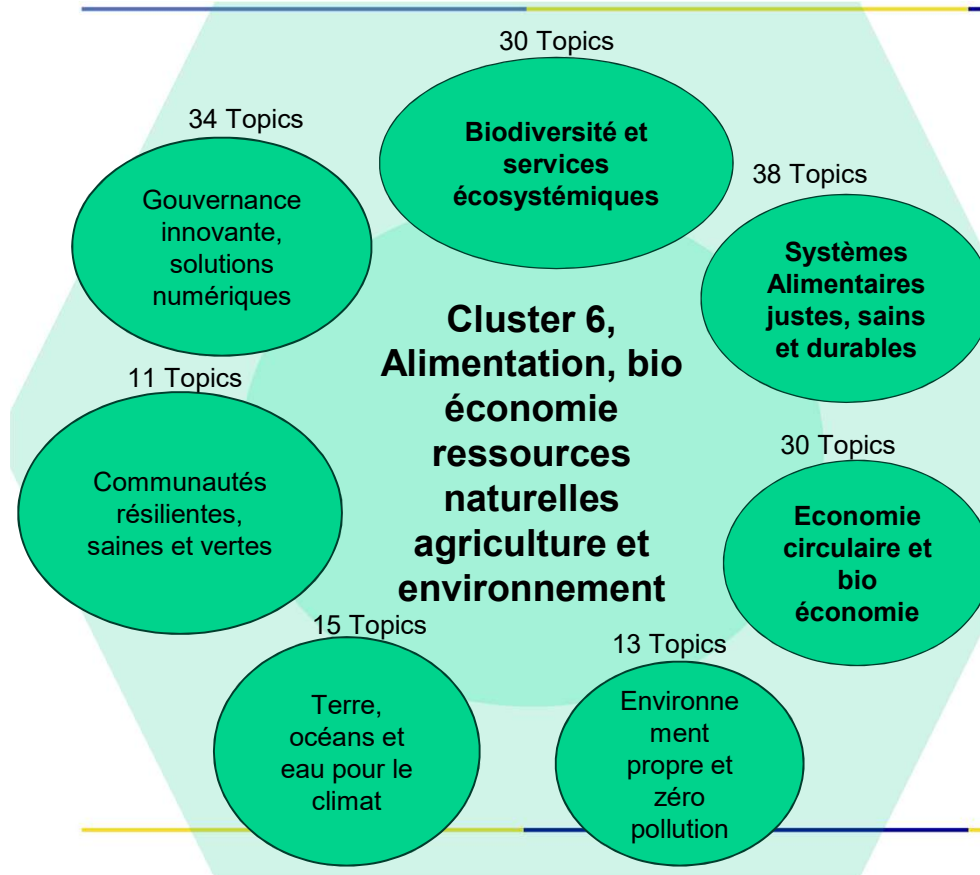 30 Topics
Biodiversité et
services
écosystémiques
34 Topics
Gouvernance
innovante,
solutions
numériques
38 Topics
Systèmes
Alimentaires
justes, sains
et durables
Cluster 6,
Alimentation, bio
économie
ressources
naturelles
agriculture et
environnement
11 Topics
Communautés
résilientes,
saines et vertes
30 Topics
Economie
circulaire et
bio
économie
15 Topics
Terre,
océans et
eau pour le
climat
13 Topics
Environne
ment
propre et
zéro
pollution